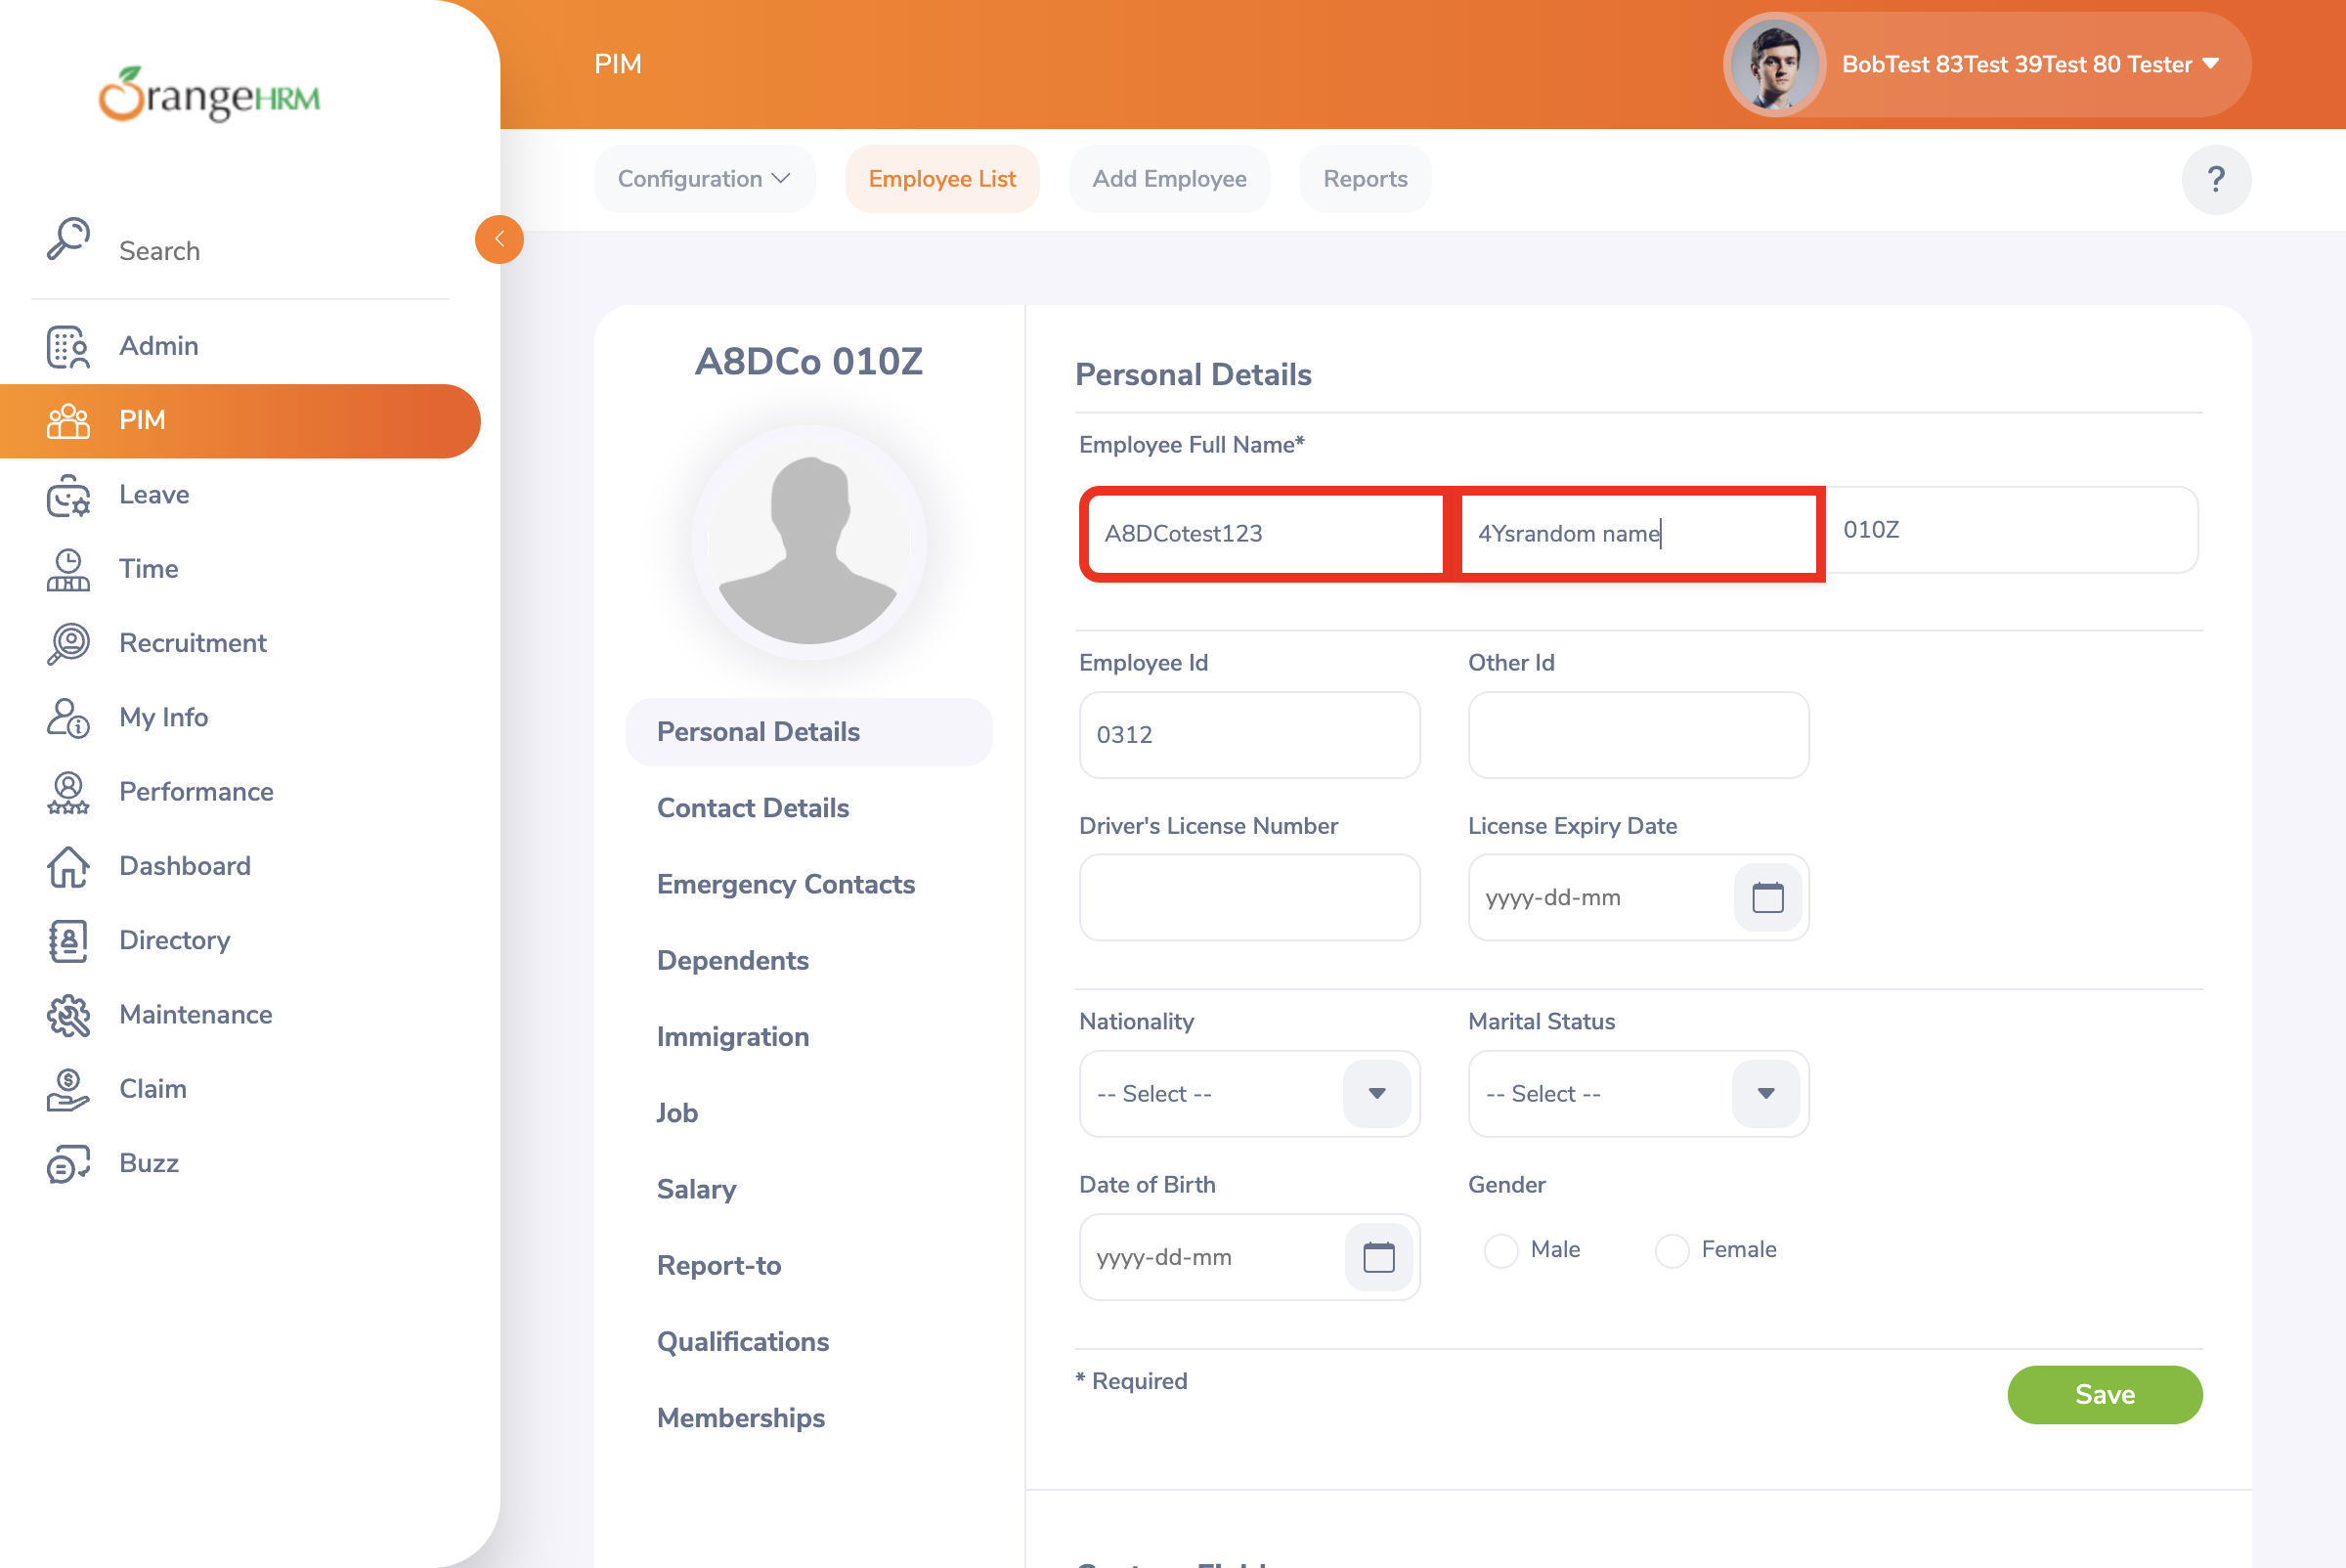 OrangeHRM
Search
Admin
PIM
Leave
Time
Recruitment
My Info
Performance
Dashboard
Directory
Maintenance
Claim
Buzz
PIM
BobTest 83Test 39Test 80 Tester
Configuration
Employee List
Add Employee
Reports
?
A8DCo 010Z
Personal Details
Contact Details
Emergency Contacts
Dependents
Immigration
Job
Salary
Report-to
Qualifications
Memberships
Personal Details
Employee Full Name*
A8DCotest123
4Ysrandom name
010Z
Employee Id
Other Id
0312
Driver's License Number
License Expiry Date
yyyy-dd-mm
Nationality
Marital Status
-- Select --
-- Select --
Date of Birth
Gender
yyyy-dd-mm
Male
Female
* Required
Save